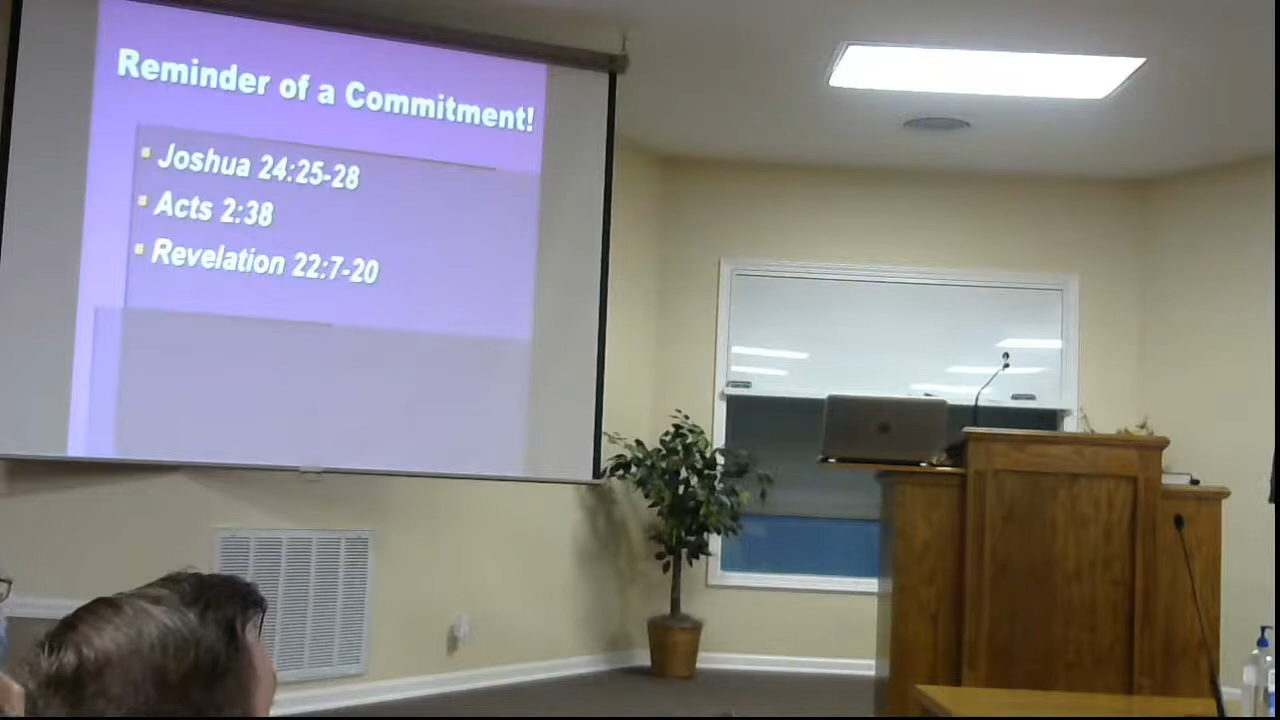 Reminder of a Commitment!
Joshua 24:25-28
Acts 2:38
Revelation 22:7-20